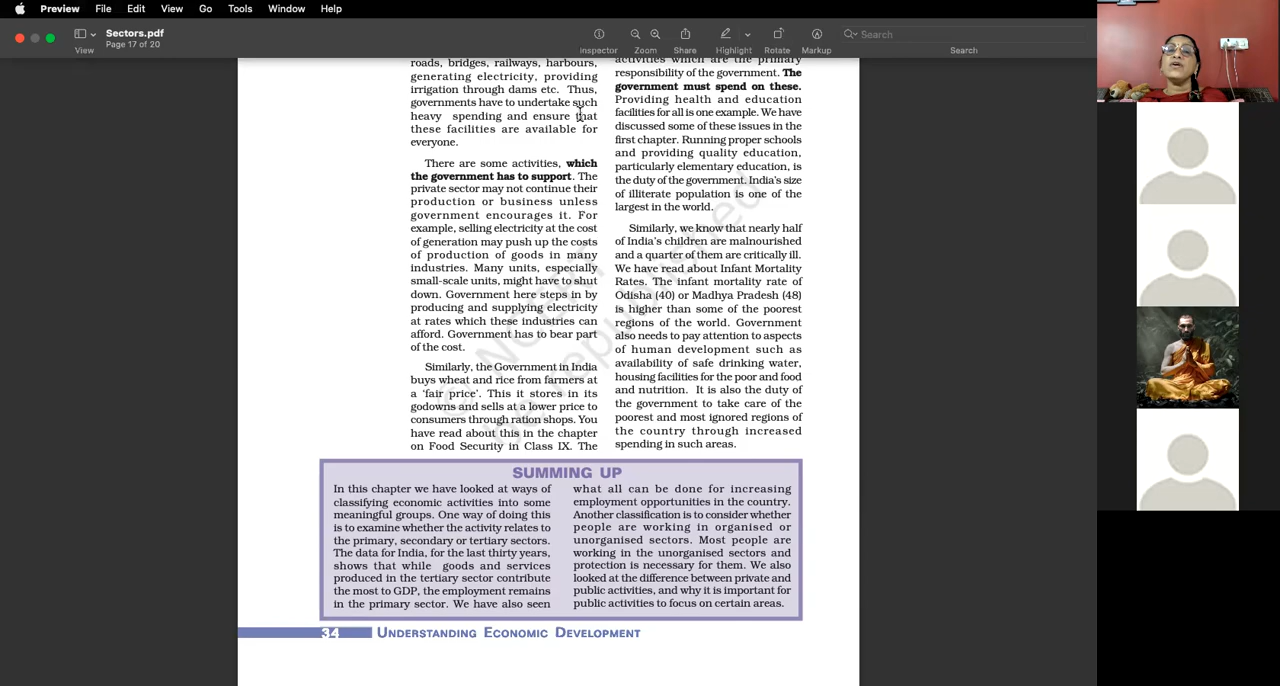 Preview File Edit View Go Tools Window Help
Sectors.pdf
Page 17 of 20
View
Inspector
Zoom
Share
Highlight
Rotate
Markup
Search
Search
roads, bridges, railways, harbours,
generating electricity, providing
irrigation through dams etc. Thus,
governments have to undertake such
heavy spending and ensure that
these facilities are available for
everyone.
There are some activities, which
the government has to support. The
private sector may not continue their
production or business unless
government encourages it. For
example, selling electricity at the cost
of generation may push up the costs
of production of goods in many
industries. Many units, especially
small-scale units, might have to shut
down. Government here steps in by
producing and supplying electricity
at rates which these industries can
afford. Government has to bear part
of the cost.
Similarly, the Government in India
buys wheat and rice from farmers at
a ‘fair price’. This it stores in its
godowns and sells at a lower price to
consumers through ration shops. You
have read about this in the chapter
on Food Security in Class IX. The
activities which are the primary
responsibility of the government. The
government must spend on these.
Providing health and education
facilities for all is one example. We have
discussed some of these issues in the
first chapter. Running proper schools
and providing quality education,
particularly elementary education, is
the duty of the government. India’s size
of illiterate population is one of the
largest in the world.
Similarly, we know that nearly half
of India’s children are malnourished
and a quarter of them are critically ill.
We have read about Infant Mortality
Rates. The infant mortality rate of
Odisha (40) or Madhya Pradesh (48)
is higher than some of the poorest
regions of the world. Government
also needs to pay attention to aspects
of human development such as
availability of safe drinking water,
housing facilities for the poor and food
and nutrition. It is also the duty of
the government to take care of the
poorest and most ignored regions of
the country through increased
spending in such areas.
SUMMING UP
In this chapter we have looked at ways of
classifying economic activities into some
meaningful groups. One way of doing this
is to examine whether the activity relates to
the primary, secondary or tertiary sectors.
The data for India, for the last thirty years,
shows that while goods and services
produced in the tertiary sector contribute
the most to GDP, the employment remains
in the primary sector. We have also seen
what all can be done for increasing
employment opportunities in the country.
Another classification is to consider whether
people are working in organised or
unorganised sectors. Most people are
working in the unorganised sectors and
protection is necessary for them. We also
looked at the difference between private and
public activities, and why it is important for
public activities to focus on certain areas.
34 UNDERSTANDING ECONOMIC DEVELOPMENT